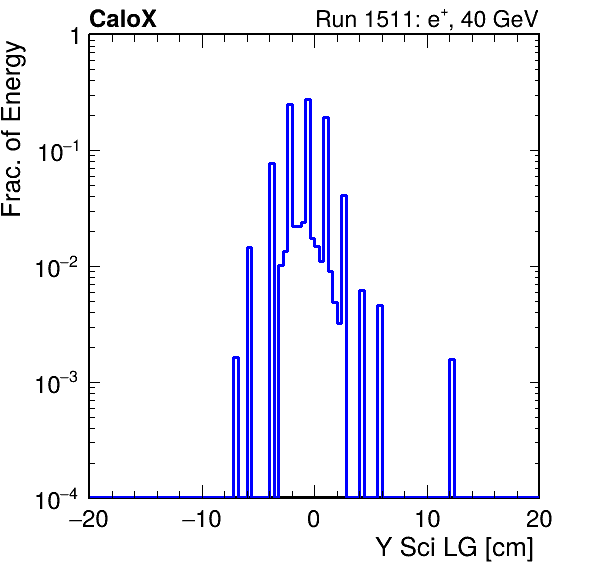 CaloX Run 1511: e⁺, 40 GeV
Frac. of Energy
1
10⁻¹
10⁻²
10⁻³
10⁻⁴
−20 −10 0 10 20
Y Sci LG [cm]